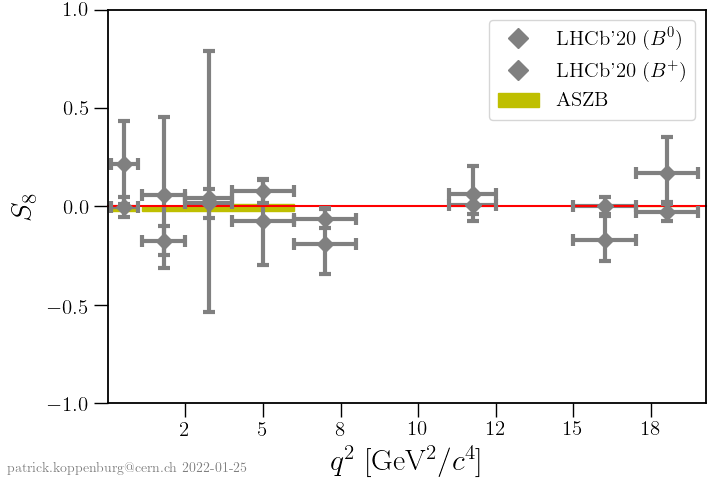 1.0
0.5
0.0
−0.5
−1.0
S₈
LHCb'20 (B⁰)
LHCb'20 (B⁺)
ASZB
2 5 8 10 12 15 18
q² [GeV²/c⁴]
patrick.koppenburg@cern.ch 2022-01-25